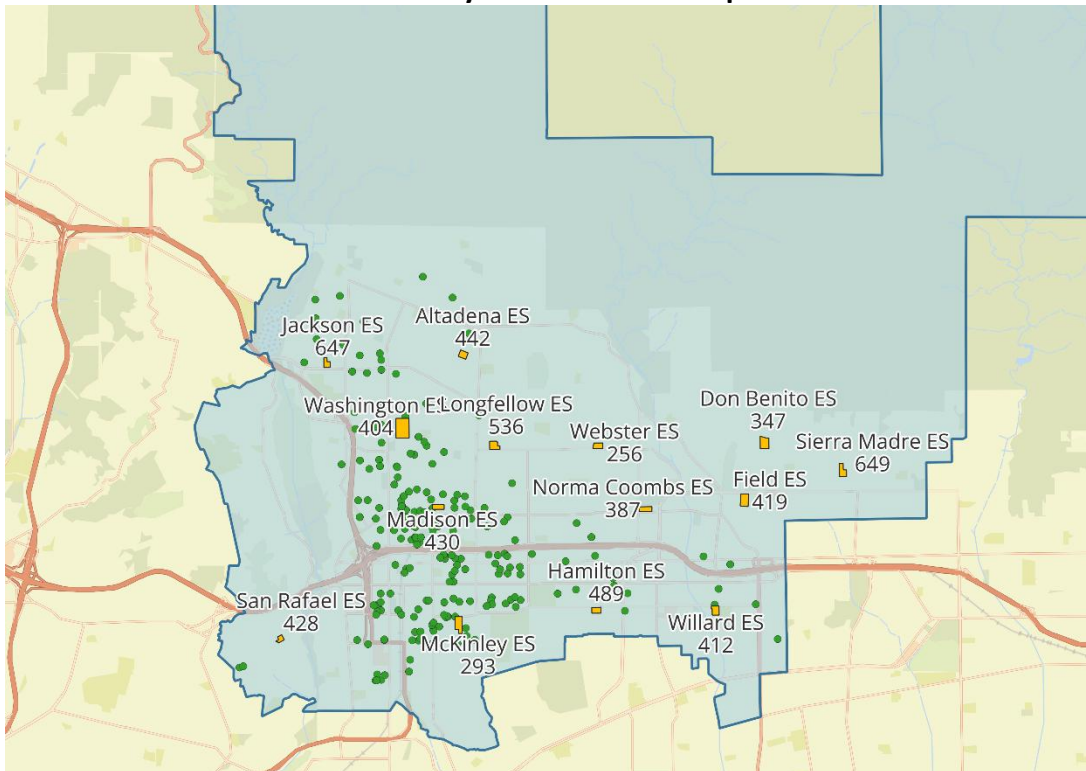 Altadena ES
442
Jackson ES
647
Washington ES
404
Longfellow ES
536
Webster ES
256
Don Benito ES
347
Sierra Madre ES
649
Norma Coombs ES
387
Field ES
419
Madison ES
430
Hamilton ES
489
San Rafael ES
428
McKinley ES
293
Willard ES
412